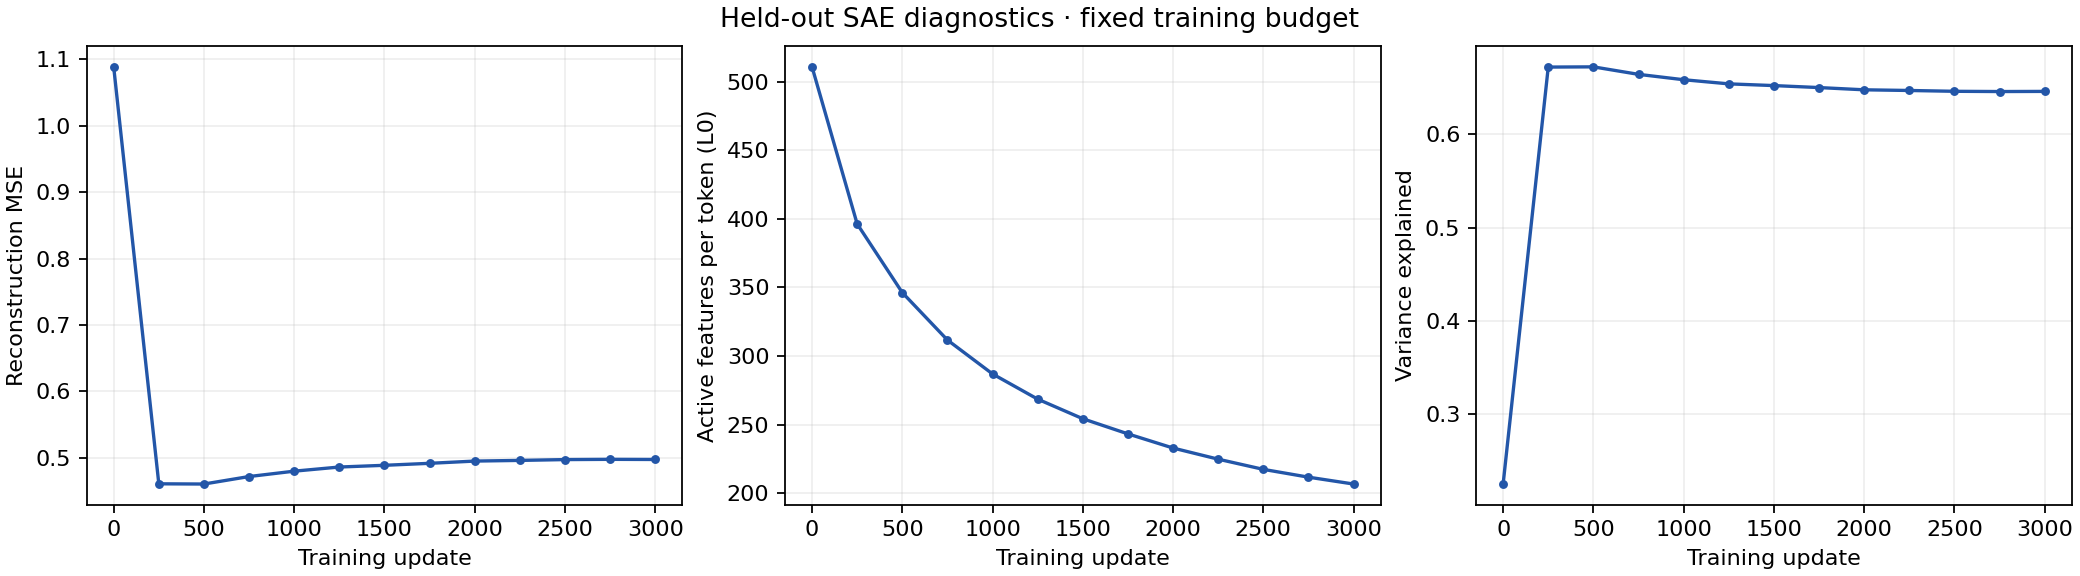 Held-out SAE diagnostics · fixed training budget
Reconstruction MSE
1.1
1.0
0.9
0.8
0.7
0.6
0.5
0 500 1000 1500 2000 2500 3000
Training update
Active features per token (L0)
500
450
400
350
300
250
200
0 500 1000 1500 2000 2500 3000
Training update
Variance explained
0.6
0.5
0.4
0.3
0 500 1000 1500 2000 2500 3000
Training update